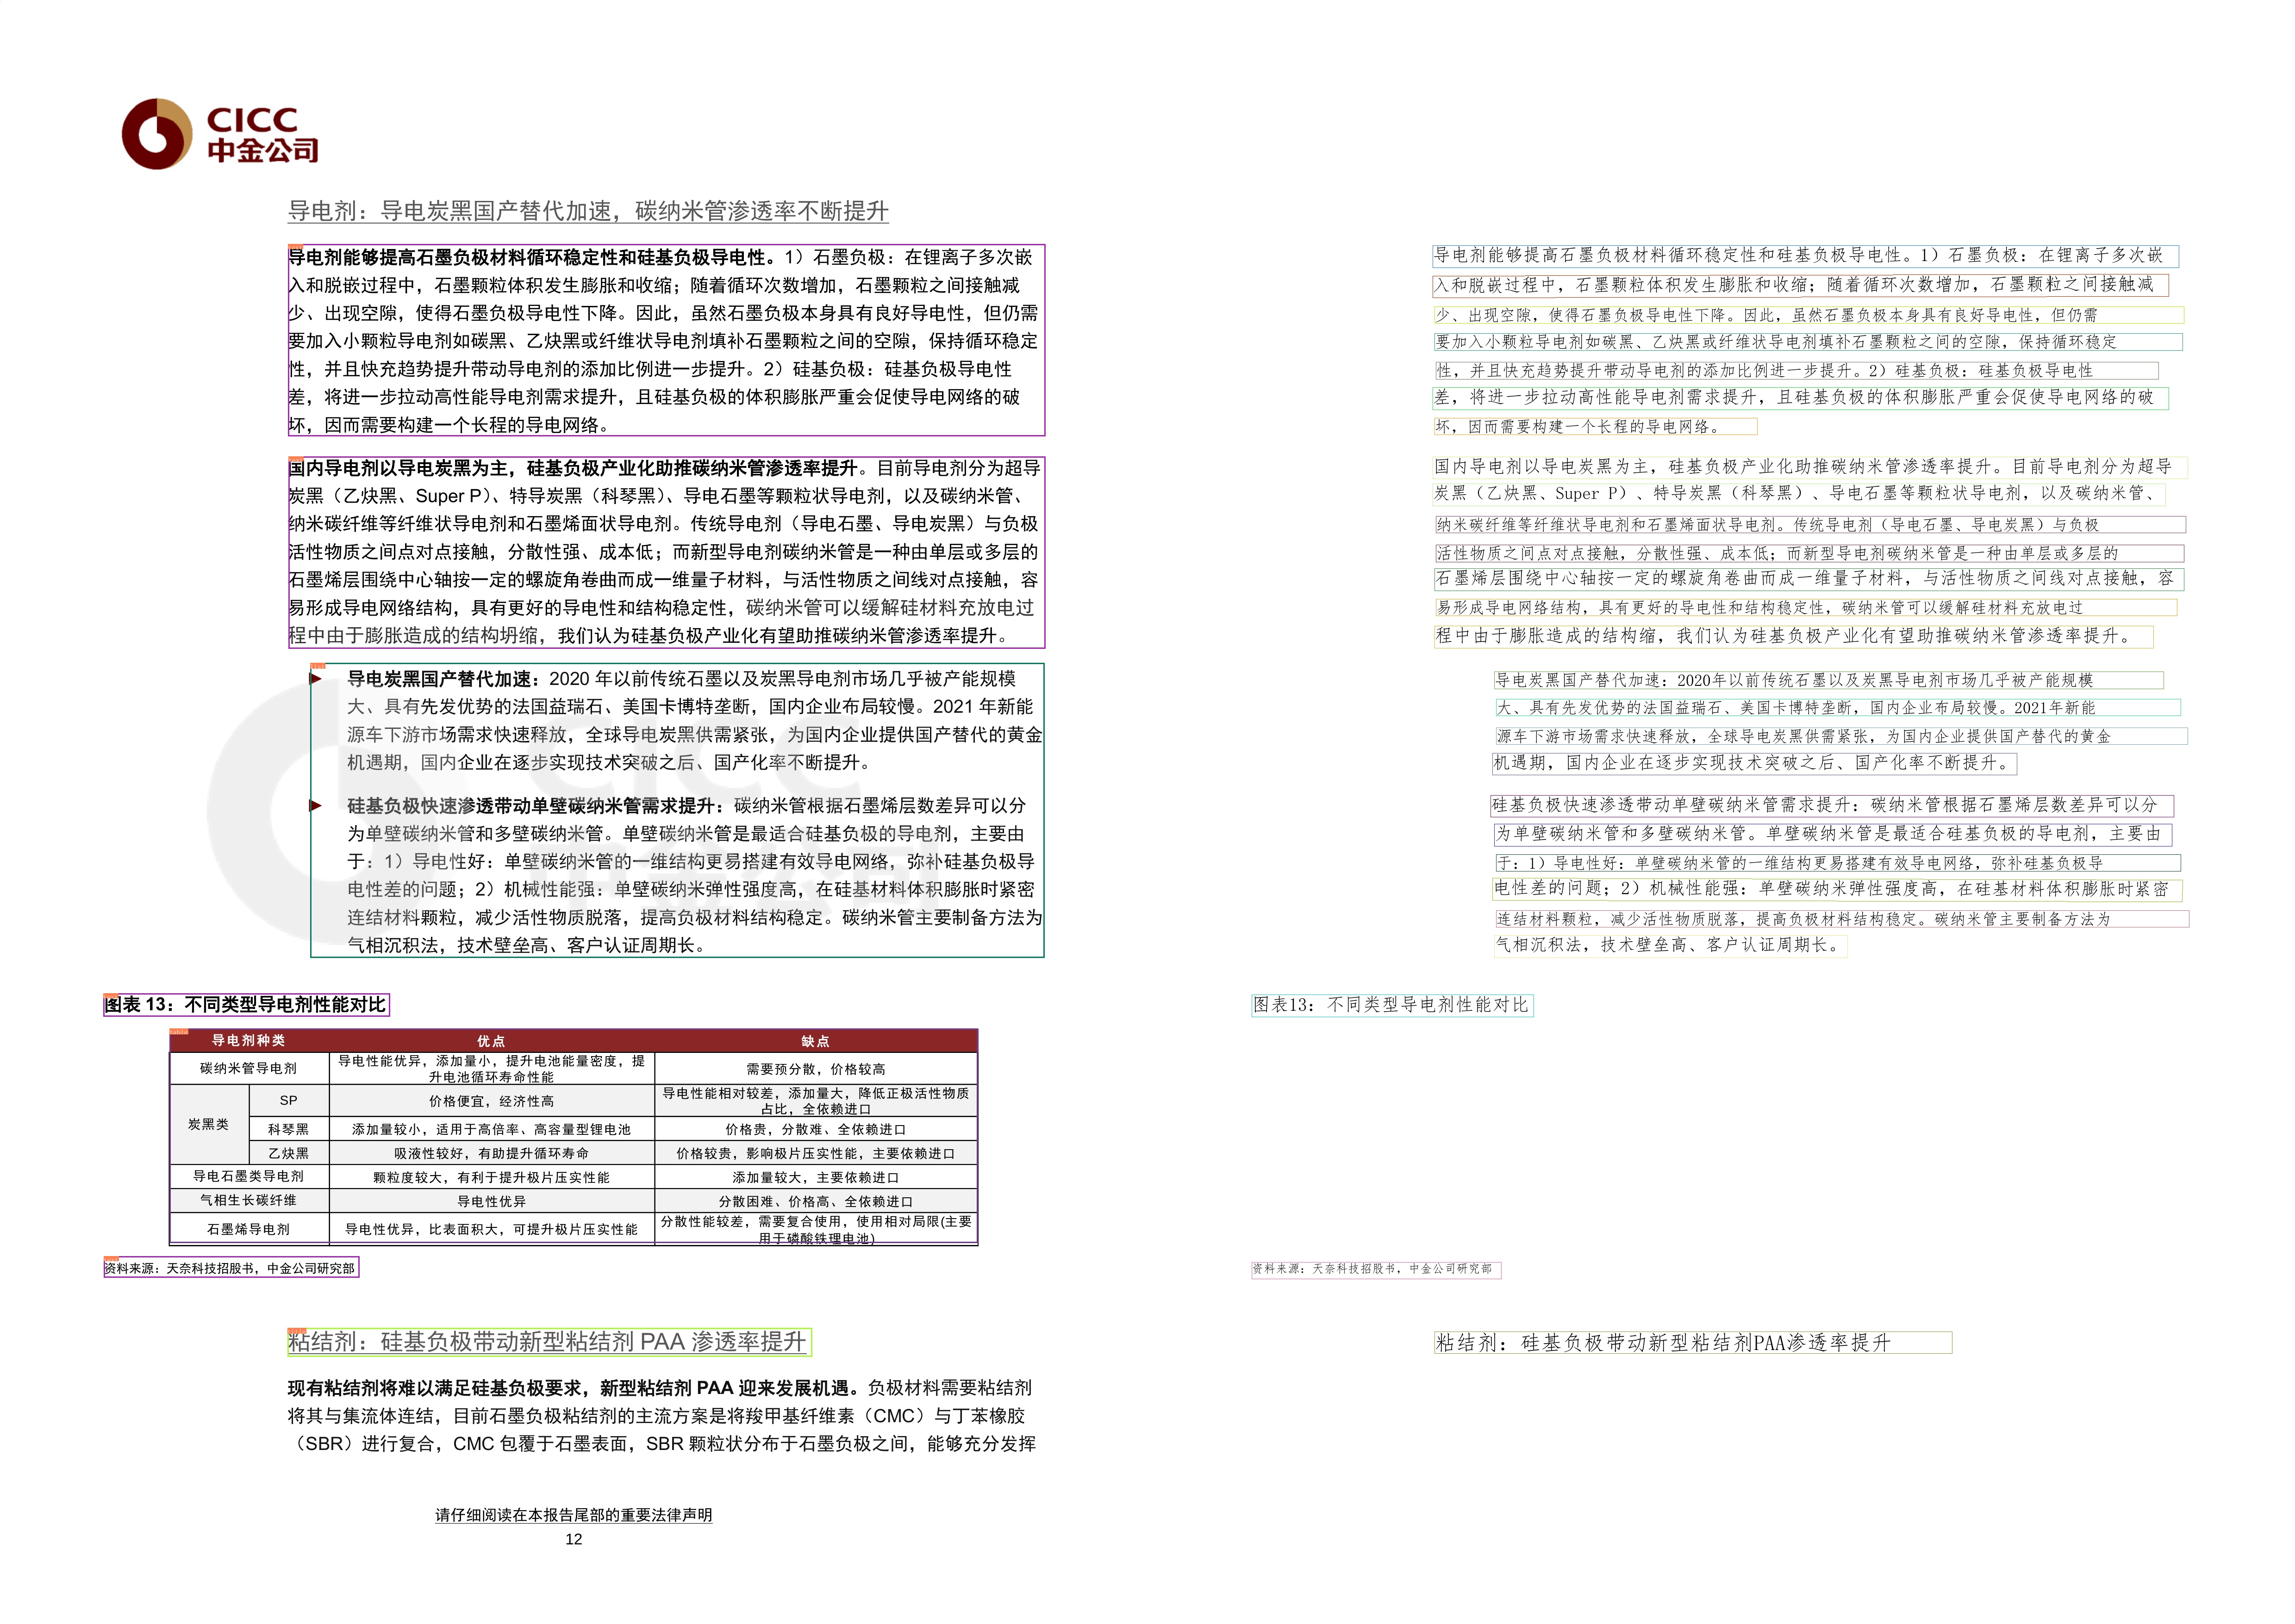 CICC
中金公司
导电剂：导电炭黑国产替代加速，碳纳米管渗透率不断提升
导电剂能够提高石墨负极材料循环稳定性和硅基负极导电性。1）石墨负极：在锂离子多次嵌
入和脱嵌过程中，石墨颗粒体积发生膨胀和收缩；随着循环次数增加，石墨颗粒之间接触减
少、出现空隙，使得石墨负极导电性下降。因此，虽然石墨负极本身具有良好导电性，但仍需
要加入小颗粒导电剂如碳黑、乙炔黑或纤维状导电剂填补石墨颗粒之间的空隙，保持循环稳定
性，并且快充趋势提升带动导电剂的添加比例进一步提升。2）硅基负极：硅基负极导电性
差，将进一步拉动高性能导电剂需求提升，且硅基负极的体积膨胀严重会促使导电网络的破
坏，因而需要构建一个长程的导电网络。
国内导电剂以导电炭黑为主，硅基负极产业化助推碳纳米管渗透率提升。目前导电剂分为超导
炭黑（乙炔黑、Super P）、特导炭黑（科琴黑）、导电石墨等颗粒状导电剂，以及碳纳米管、
纳米碳纤维等纤维状导电剂和石墨烯面状导电剂。传统导电剂（导电石墨、导电炭黑）与负极
活性物质之间点对点接触，分散性强、成本低；而新型导电剂碳纳米管是一种由单层或多层的
石墨烯层围绕中心轴按一定的螺旋角卷曲而成一维量子材料，与活性物质之间线对点接触，容
易形成导电网络结构，具有更好的导电性和结构稳定性，碳纳米管可以缓解硅材料充放电过
程中由于膨胀造成的结构坍缩，我们认为硅基负极产业化有望助推碳纳米管渗透率提升。
导电炭黑国产替代加速：2020 年以前传统石墨以及炭黑导电剂市场几乎被产能规模
大、具有先发优势的法国益瑞石、美国卡博特垄断，国内企业布局较慢。2021 年新能
源车下游市场需求快速释放，全球导电炭黑供需紧张，为国内企业提供国产替代的黄金
机遇期，国内企业在逐步实现技术突破之后、国产化率不断提升。
硅基负极快速渗透带动单壁碳纳米管需求提升：碳纳米管根据石墨烯层数差异可以分
为单壁碳纳米管和多壁碳纳米管。单壁碳纳米管是最适合硅基负极的导电剂，主要由
于：1）导电性好：单壁碳纳米管的一维结构更易搭建有效导电网络，弥补硅基负极导
电性差的问题；2）机械性能强：单壁碳纳米弹性强度高，在硅基材料体积膨胀时紧密
连结材料颗粒，减少活性物质脱落，提高负极材料结构稳定。碳纳米管主要制备方法为
气相沉积法，技术壁垒高、客户认证周期长。
图表 13：不同类型导电剂性能对比
导电剂种类 优点 缺点
碳纳米管导电剂 导电性能优异，添加量小，提升电池能量密度，提
升电池循环寿命性能 需要预分散，价格较高
炭黑类 SP 价格便宜，经济性高 导电性能相对较差，添加量大，降低正极活性物质
占比，全依赖进口
科琴黑 添加量较小，适用于高倍率、高容量型锂电池 价格贵，分散难、全依赖进口
乙炔黑 吸液性较好，有助提升循环寿命 价格较贵，影响极片压实性能，主要依赖进口
导电石墨类导电剂 颗粒度较大，有利于提升极片压实性能 添加量较大，主要依赖进口
气相生长碳纤维 导电性优异 分散困难、价格高、全依赖进口
石墨烯导电剂 导电性优异，比表面积大，可提升极片压实性能 分散性能较差，需要复合使用，使用相对局限(主要
用于磷酸铁理电池)
资料来源：天奈科技招股书，中金公司研究部
粘结剂：硅基负极带动新型粘结剂 PAA 渗透率提升
现有粘结剂将难以满足硅基负极要求，新型粘结剂 PAA 迎来发展机遇。负极材料需要粘结剂
将其与集流体连结，目前石墨负极粘结剂的主流方案是将羧甲基纤维素（CMC）与丁苯橡胶
（SBR）进行复合，CMC 包覆于石墨表面，SBR 颗粒状分布于石墨负极之间，能够充分发挥
请仔细阅读在本报告尾部的重要法律声明
12
导电剂能够提高石墨负极材料循环稳定性和硅基负极导电性。1）石墨负极：在锂离子多次嵌
入和脱嵌过程中，石墨颗粒体积发生膨胀和收缩；随着循环次数增加，石墨颗粒之间接触减
少、出现空隙，使得石墨负极导电性下降。因此，虽然石墨负极本身具有良好导电性，但仍需
要加入小颗粒导电剂如碳黑、乙炔黑或纤维状导电剂填补石墨颗粒之间的空隙，保持循环稳定
性，并且快充趋势提升带动导电剂的添加比例进一步提升。2）硅基负极：硅基负极导电性
差，将进一步拉动高性能导电剂需求提升，且硅基负极的体积膨胀严重会促使导电网络的破
坏，因而需要构建一个长程的导电网络。
国内导电剂以导电炭黑为主，硅基负极产业化助推碳纳米管渗透率提升。目前导电剂分为超导
炭黑（乙炔黑、Super P）、特导炭黑（科琴黑）、导电石墨等颗粒状导电剂，以及碳纳米管、
纳米碳纤维等纤维状导电剂和石墨烯面状导电剂。传统导电剂（导电石墨、导电炭黑）与负极
活性物质之间点对点接触，分散性强、成本低；而新型导电剂碳纳米管是一种由单层或多层的
石墨烯层围绕中心轴按一定的螺旋角卷曲而成一维量子材料，与活性物质之间线对点接触，容
易形成导电网络结构，具有更好的导电性和结构稳定性，碳纳米管可以缓解硅材料充放电过
程中由于膨胀造成的结构缩，我们认为硅基负极产业化有望助推碳纳米管渗透率提升。
导电炭黑国产替代加速：2020年以前传统石墨以及炭黑导电剂市场几乎被产能规模
大、具有先发优势的法国益瑞石、美国卡博特垄断，国内企业布局较慢。2021年新能
源车下游市场需求快速释放，全球导电炭黑供需紧张，为国内企业提供国产替代的黄金
机遇期，国内企业在逐步实现技术突破之后、国产化率不断提升。
硅基负极快速渗透带动单壁碳纳米管需求提升：碳纳米管根据石墨烯层数差异可以分
为单壁碳纳米管和多壁碳纳米管。单壁碳纳米管是最适合硅基负极的导电剂，主要由
于：1）导电性好：单壁碳纳米管的一维结构更易搭建有效导电网络，弥补硅基负极导
电性差的问题；2）机械性能强：单壁碳纳米弹性强度高，在硅基材料体积膨胀时紧密
连结材料颗粒，减少活性物质脱落，提高负极材料结构稳定。碳纳米管主要制备方法为
气相沉积法，技术壁垒高、客户认证周期长。
图表13：不同类型导电剂性能对比
资料来源：天奈科技招股书，中金公司研究部
粘结剂：硅基负极带动新型粘结剂PAA渗透率提升